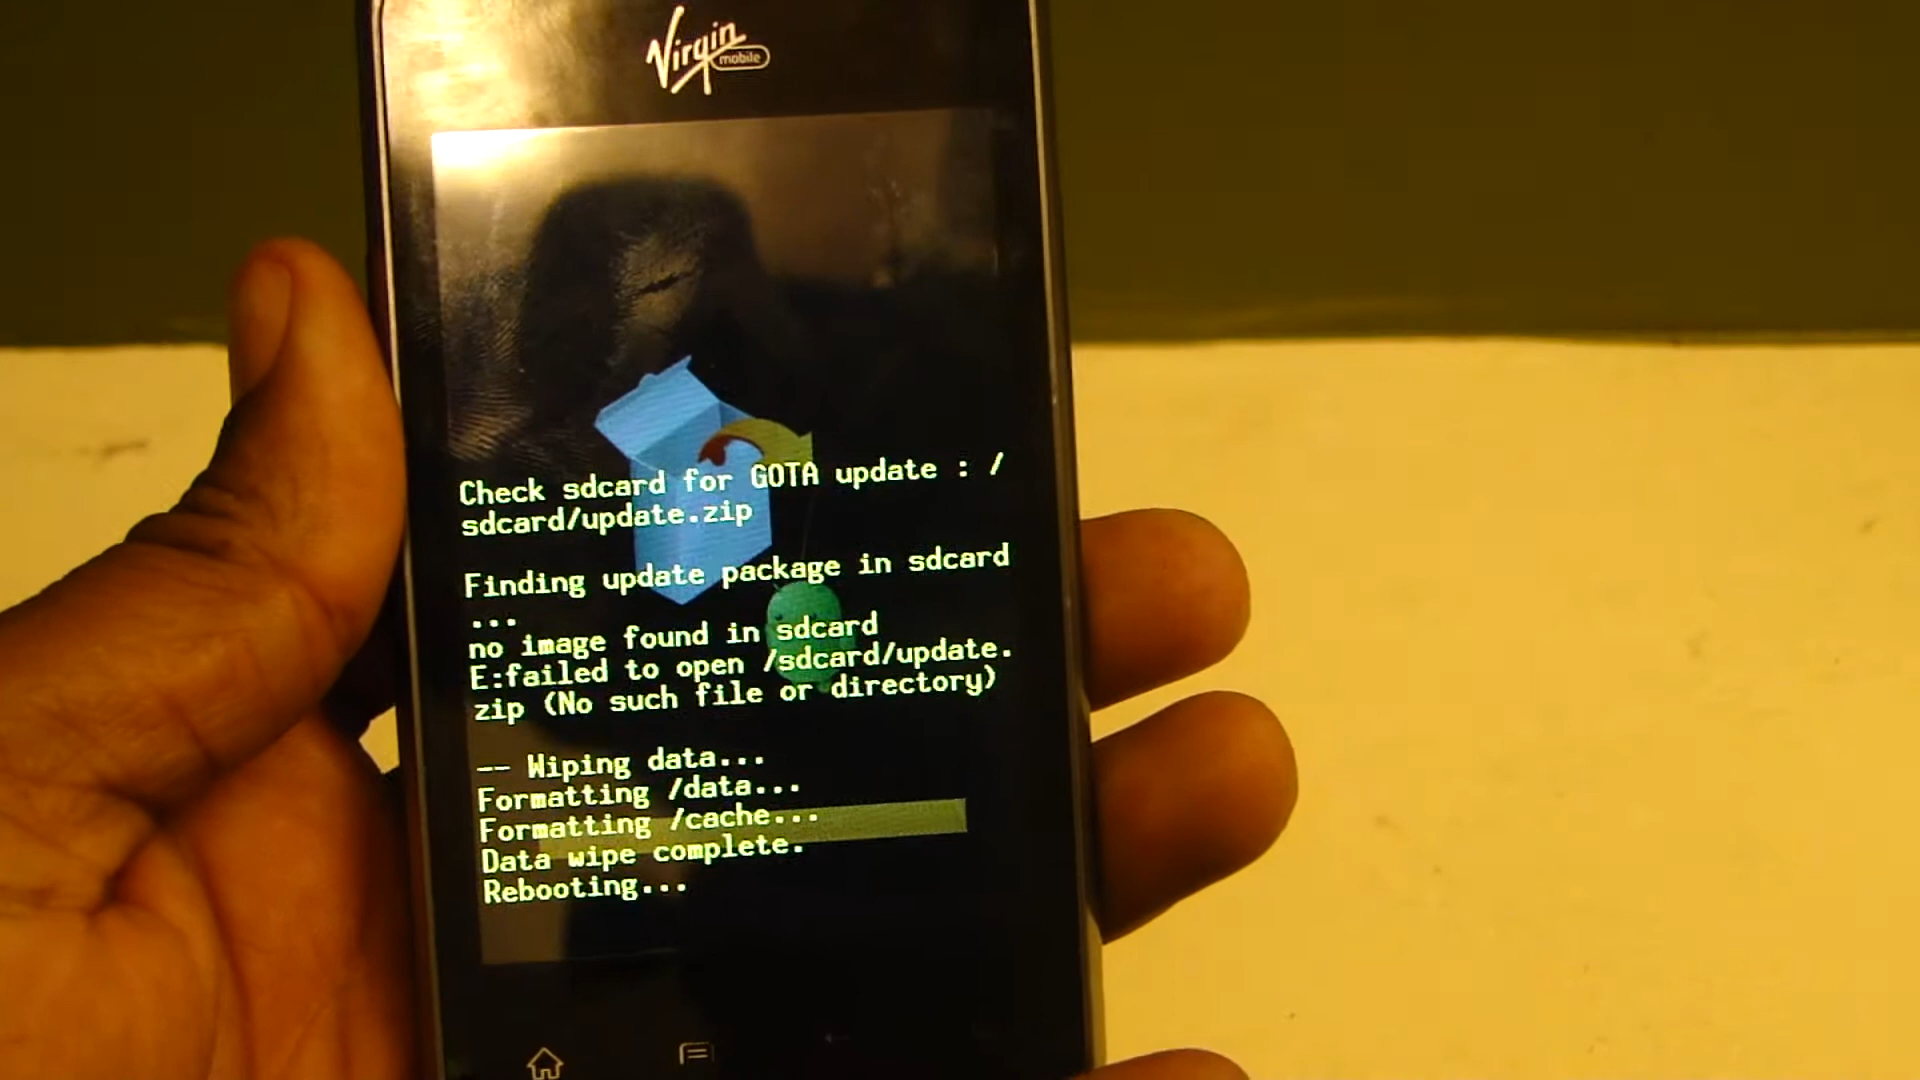 Virgin
mobile
Check sdcard for GOTA update : /
sdcard/update.zip
Finding update package in sdcard
...
no image found in sdcard
E:failed to open /sdcard/update.
zip (No such file or directory)
-- Wiping data...
Formatting /data...
Formatting /cache...
Data wipe complete.
Rebooting...